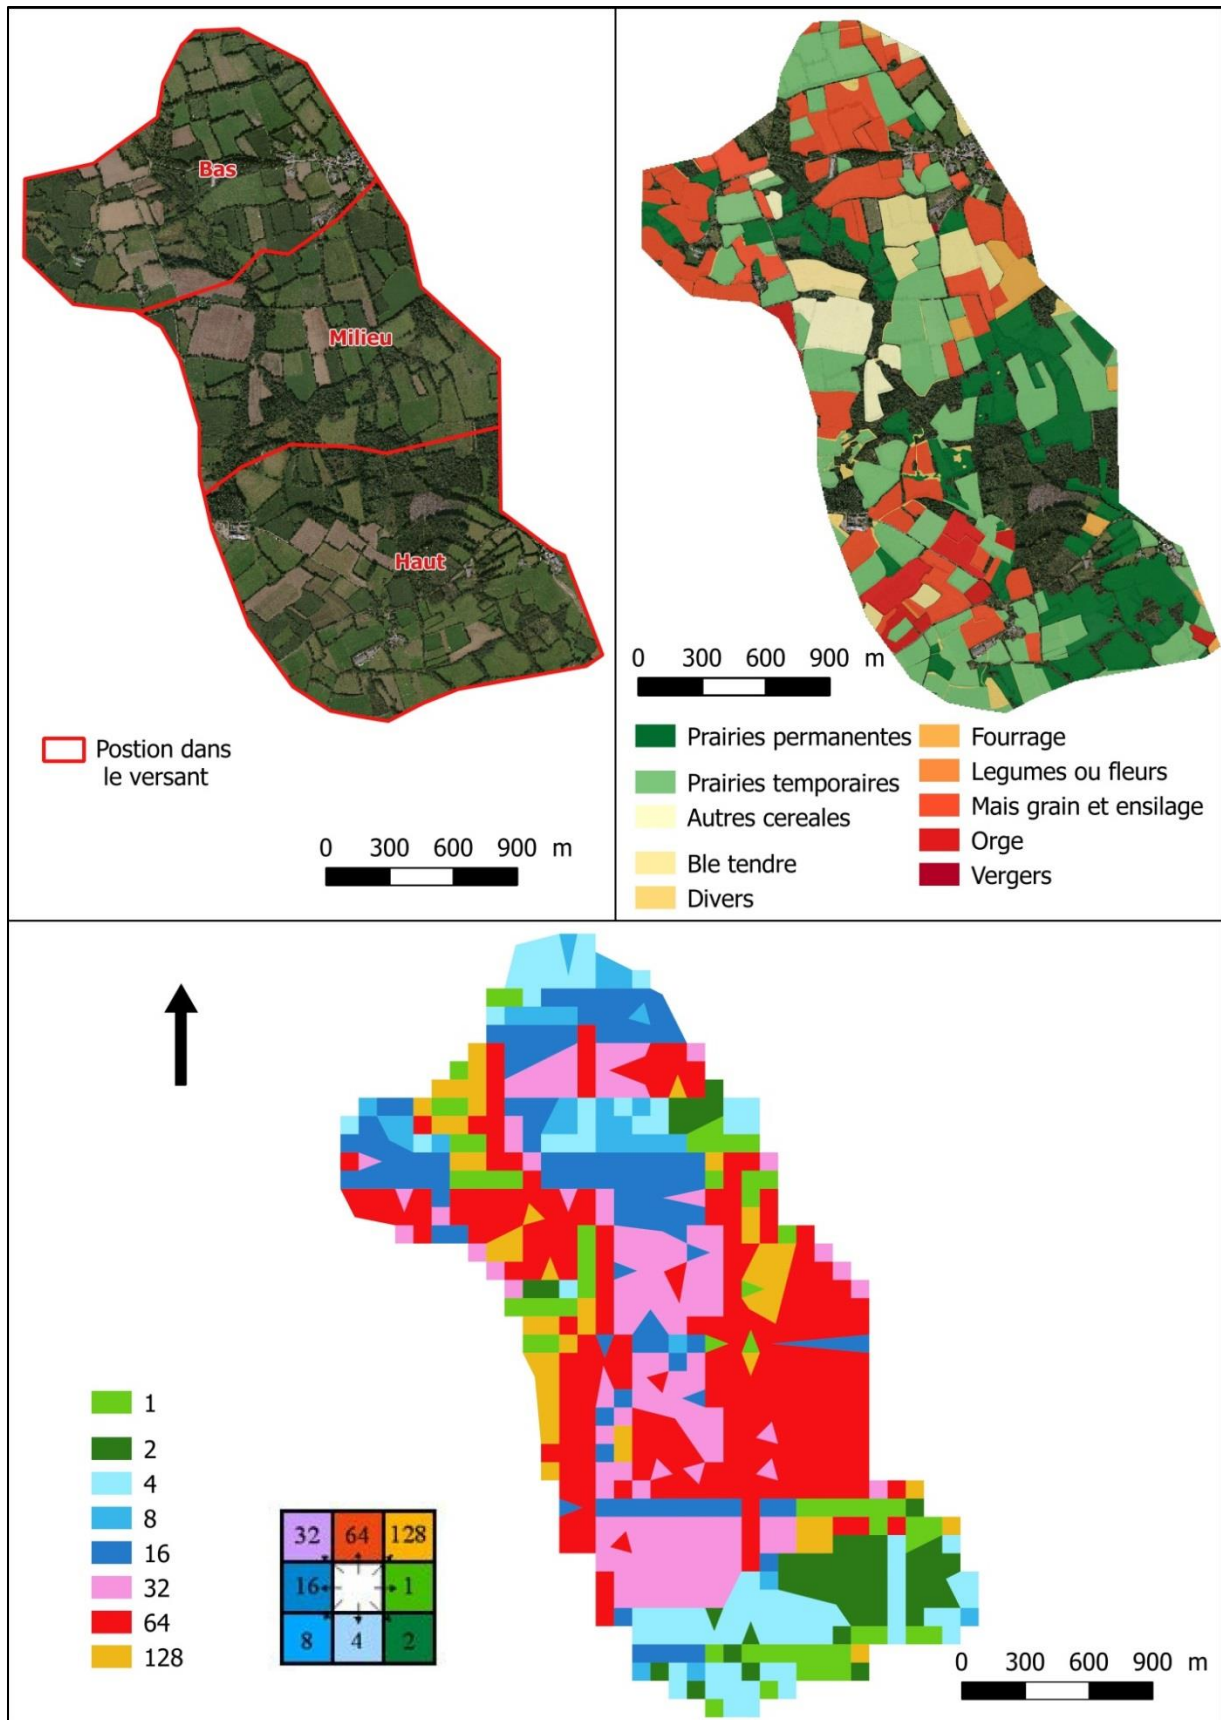 Bas
Milieu
Haut
Postion dans
le versant
0 300 600 900 m
0 300 600 900 m
Prairies permanentes
Prairies temporaires
Autres cereales
Ble tendre
Divers
Fourrage
Legumes ou fleurs
Mais grain et ensilage
Orge
Vergers
1
2
4
8
16
32
64
128
32 64 128
16 1
8 4 2
0 300 600 900 m